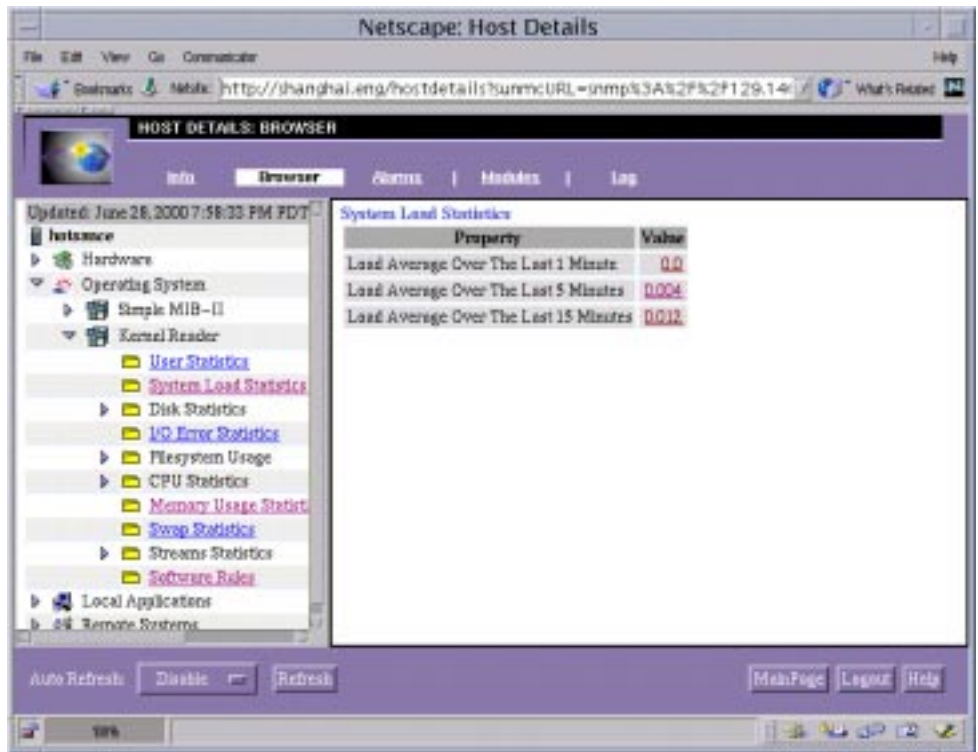 Netscape: Host Details
File Edit View Go Communicator Help
Bookmarks Netsite: http://shanghai.eng/hostdetails?sunmcURL=snmp%3A%2F%2F129.14 What's Related
HOST DETAILS: BROWSER
Info Browser Alarms | Modules | Log
Updated: June 28, 2000 7:58:33 PM PDT
Hardware
Operating System
Simple MIB-II
Kernel Reader
User Statistics
System Load Statistics
Disk Statistics
I/O Error Statistics
Filesystem Usage
CPU Statistics
Memory Usage Statisti
Swap Statistics
Streams Statistics
Software Rules
Local Applications
Remote Systems
System Load Statistics
Property Value
Load Average Over The Last 1 Minute 0.0
Load Average Over The Last 5 Minutes 0.004
Load Average Over The Last 15 Minutes 0.012
Auto Refresh: Disable Refresh
MainPage Logout Help